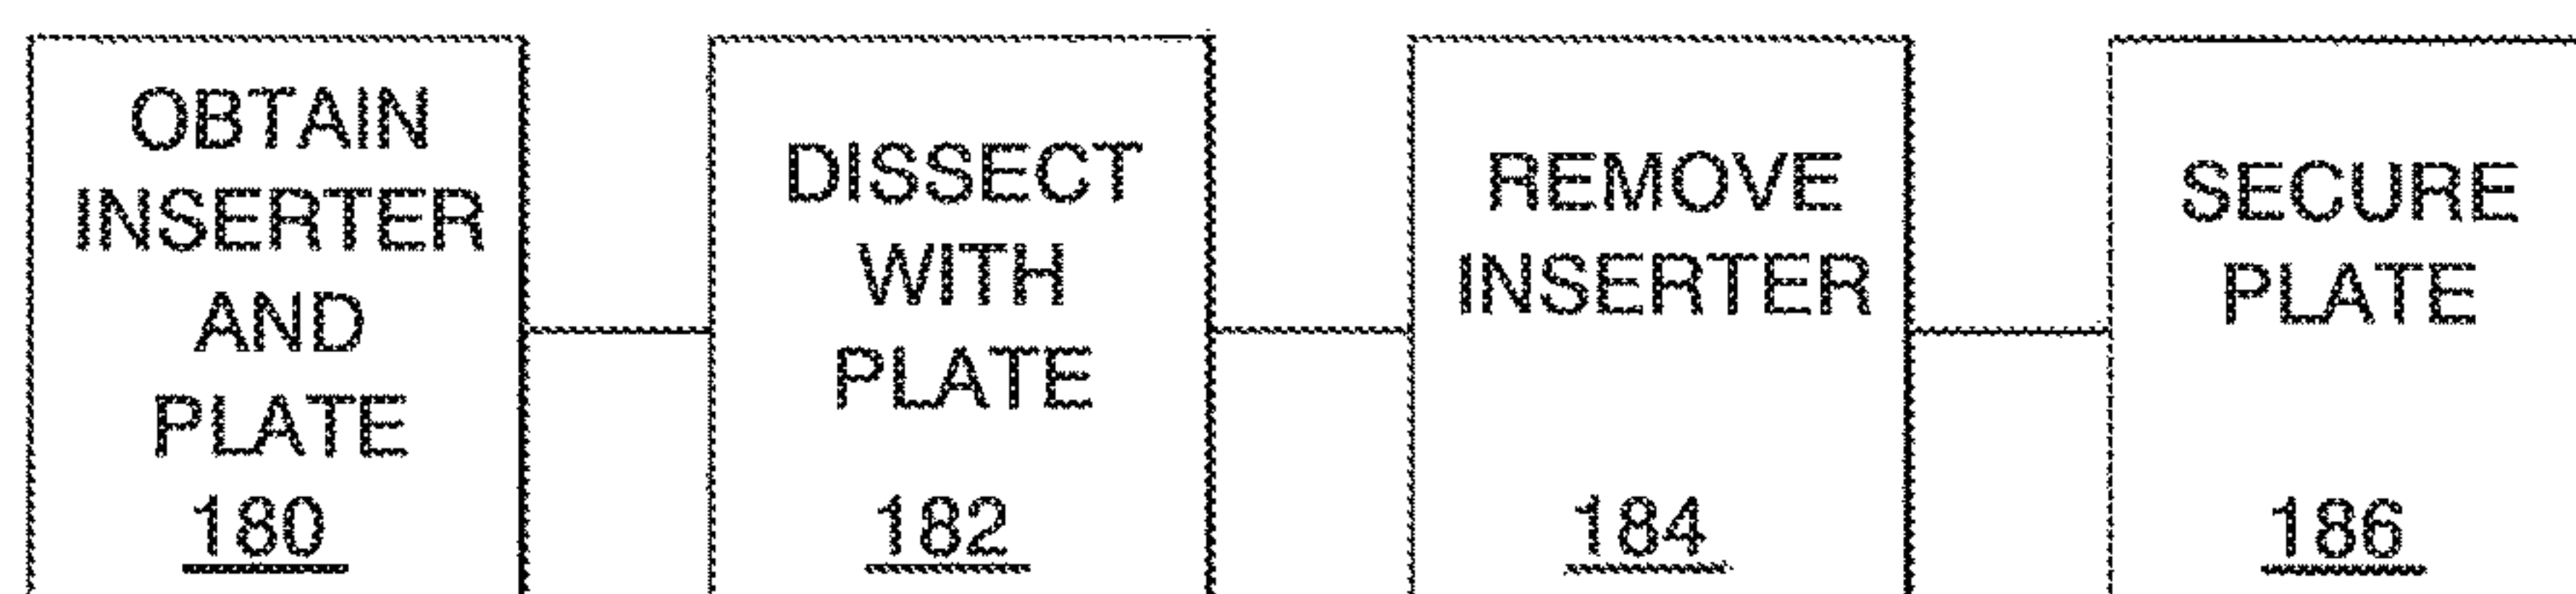 OBTAIN
INSERTER
AND
PLATE
180
DISSECT
WITH
PLATE
182
REMOVE
INSERTER
184
SECURE
PLATE
186